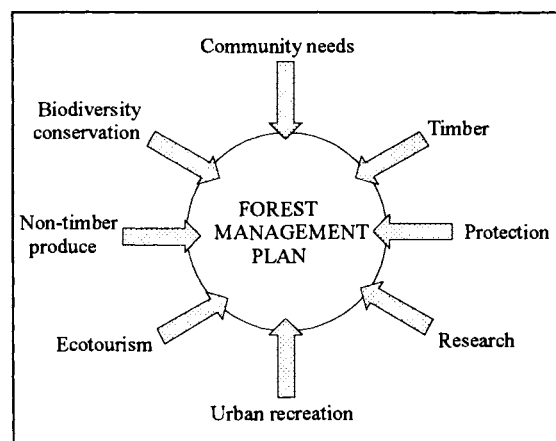 Community needs
Biodiversity
conservation
Timber
Non-timber
produce
FOREST
MANAGEMENT
PLAN
Protection
Ecotourism
Research
Urban recreation